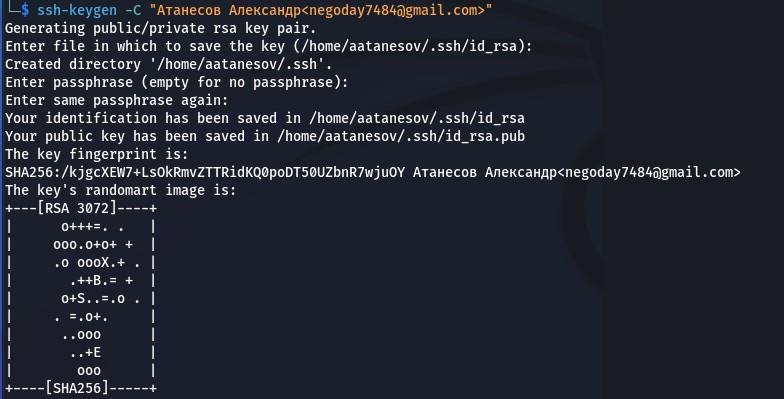 └─$ ssh-keygen -C "Атанесов Александр<negoday7484@gmail.com>"
Generating public/private rsa key pair.
Enter file in which to save the key (/home/aatanesov/.ssh/id_rsa):
Created directory '/home/aatanesov/.ssh'.
Enter passphrase (empty for no passphrase):
Enter same passphrase again:
Your identification has been saved in /home/aatanesov/.ssh/id_rsa
Your public key has been saved in /home/aatanesov/.ssh/id_rsa.pub
The key fingerprint is:
SHA256:/kjgcXEW7+LsOkRmvZTTRidKQ0poDT50UZbnR7wjuOY Атанесов Александр<negoday7484@gmail.com>
The key's randomart image is:
+---[RSA 3072]----+
|      o+++=. .   |
|     ooo.o+o+ +  |
|     .o oooX.+ . |
|       .++B.= +  |
|      o+S..=.o . |
|     . =.o+.     |
|      ..ooo      |
|       ..+E      |
|        ooo      |
+----[SHA256]-----+